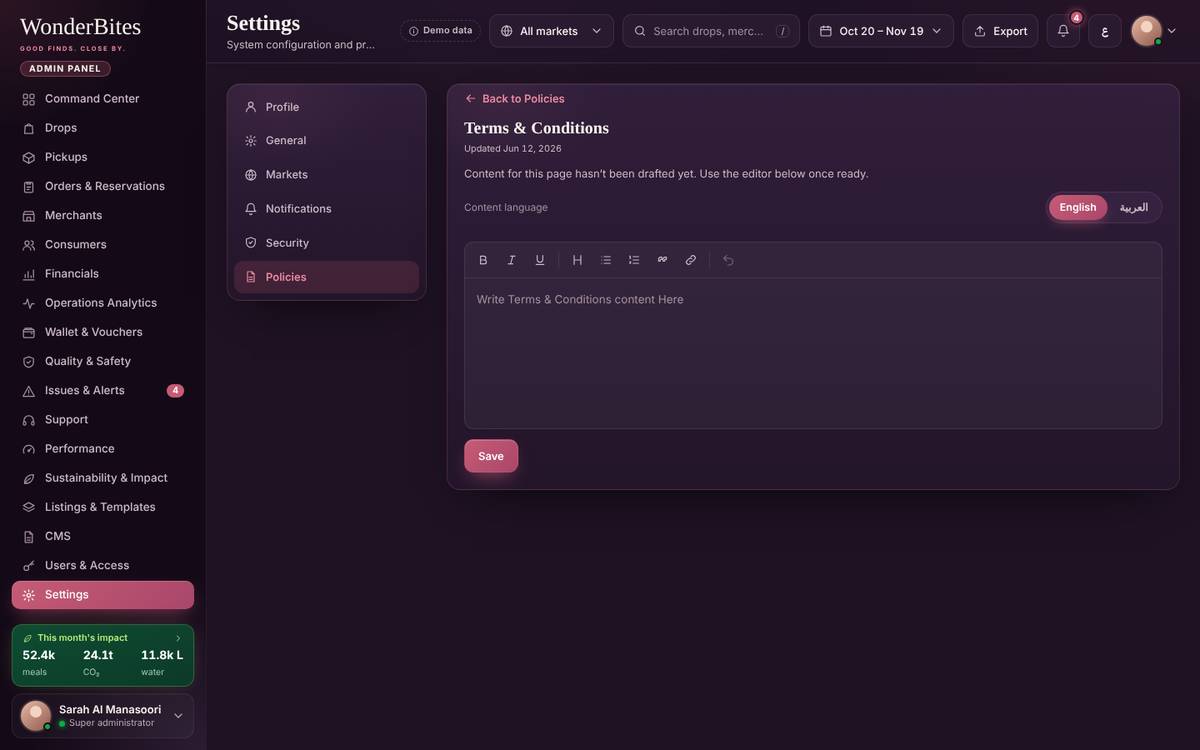 WonderBites
GOOD FINDS. CLOSE BY.
ADMIN PANEL
Command Center
Drops
Pickups
Orders & Reservations
Merchants
Consumers
Financials
Operations Analytics
Wallet & Vouchers
Quality & Safety
Issues & Alerts
4
Support
Performance
Sustainability & Impact
Listings & Templates
CMS
Users & Access
Settings
This month's impact
52.4k 24.1t 11.8k L
meals CO₂ water
Sarah Al Manasoori
Super administrator
Settings
System configuration and pr...
Demo data
All markets
Search drops, merc...
/
Oct 20 – Nov 19
Export
4
ع
Profile
General
Markets
Notifications
Security
Policies
Back to Policies
Terms & Conditions
Updated Jun 12, 2026
Content for this page hasn't been drafted yet. Use the editor below once ready.
Content language
English العربية
B I U H
Write Terms & Conditions content Here
Save